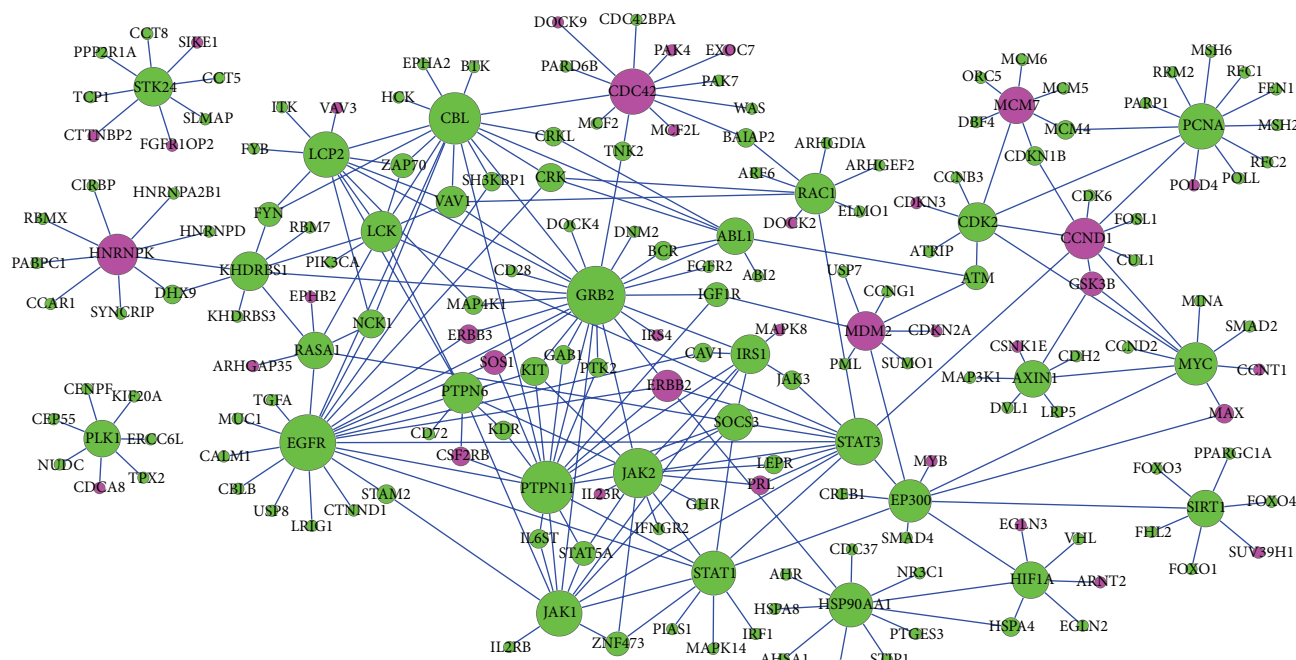 DOCK9
CDC42BPA
CCT8
SIKE1
PPP2R1A
STK24
CCT5
TCP1
SLMAP
CTTNBP2
FGFR1OP2
EPHA2
BTK
HCK
CBL
PARD6B
PAK4
EXOC7
CDC42
PAK7
WAS
MCF2
MCF2L
BAIAP2
TNK2
CRKL
ITK
VAV3
LCP2
FYB
ZAP70
SH3KBP1
CRK
VAV1
ARHGDIA
ARHGEF2
ARF6
RAC1
DOCK2
ELMO1
MCM6
ORC5
MCM5
MCM7
DBF4
MCM4
CDKN1B
MSH6
RRM2
RFC1
FEN1
PARP1
PCNA
MSH2
RFC2
POLL
POLD4
CCNB3
CDKN3
CDK2
ATRIP
ATM
CDK6
FOSL1
CCND1
CUL1
GSK3B
CIRBP
HNRNPA2B1
RBMX
HNRNPD
HNRNPK
PABPC1
CCAR1
SYNCRIP
DHX9
FYN
RBM7
KHDRBS1
PIK3CA
KHDRBS3
EPHB2
LCK
CD28
MAP4K1
DOCK4
DNM2
BCR
FGFR2
GRB2
IGF1R
ABL1
ABI2
USP7
CCNG1
MDM2
CDKN2A
PML
SUMO1
MINA
SMAD2
CCND2
MYC
CCNT1
MAX
CSNK1E
CDH2
MAP3K1
AXIN1
DVL1
LRP5
NCK1
RASA1
ARHGAP35
ERBB3
SOS1
IRS4
MAPK8
CAV1
IRS1
JAK3
KIT
GAB1
PTK2
ERBB2
PTPN6
SOCS3
CENPF
KIF20A
CEP55
PLK1
ERCC6L
NUDC
TPX2
CDCA8
TGFA
MUC1
EGFR
CALM1
CBLB
USP8
LRIG1
CTNND1
STAM2
CD72
KDR
CSF2RB
PTPN11
JAK2
IL23R
LEPR
PRL
GHR
IFNGR2
STAT3
IL6ST
STAT5A
STAT1
JAK1
IL2RB
ZNF473
PIAS1
MAPK14
IRF1
MYB
CREB1
EP300
SMAD4
PPARGC1A
FOXO3
SIRT1
FOXO4
FHL2
SUV39H1
FOXO1
EGLN3
VHL
HIF1A
ARNT2
EGLN2
HSPA4
CDC37
AHR
NR3C1
HSPA8
HSP90AA1
PTGES3
AHSA1
STIP1